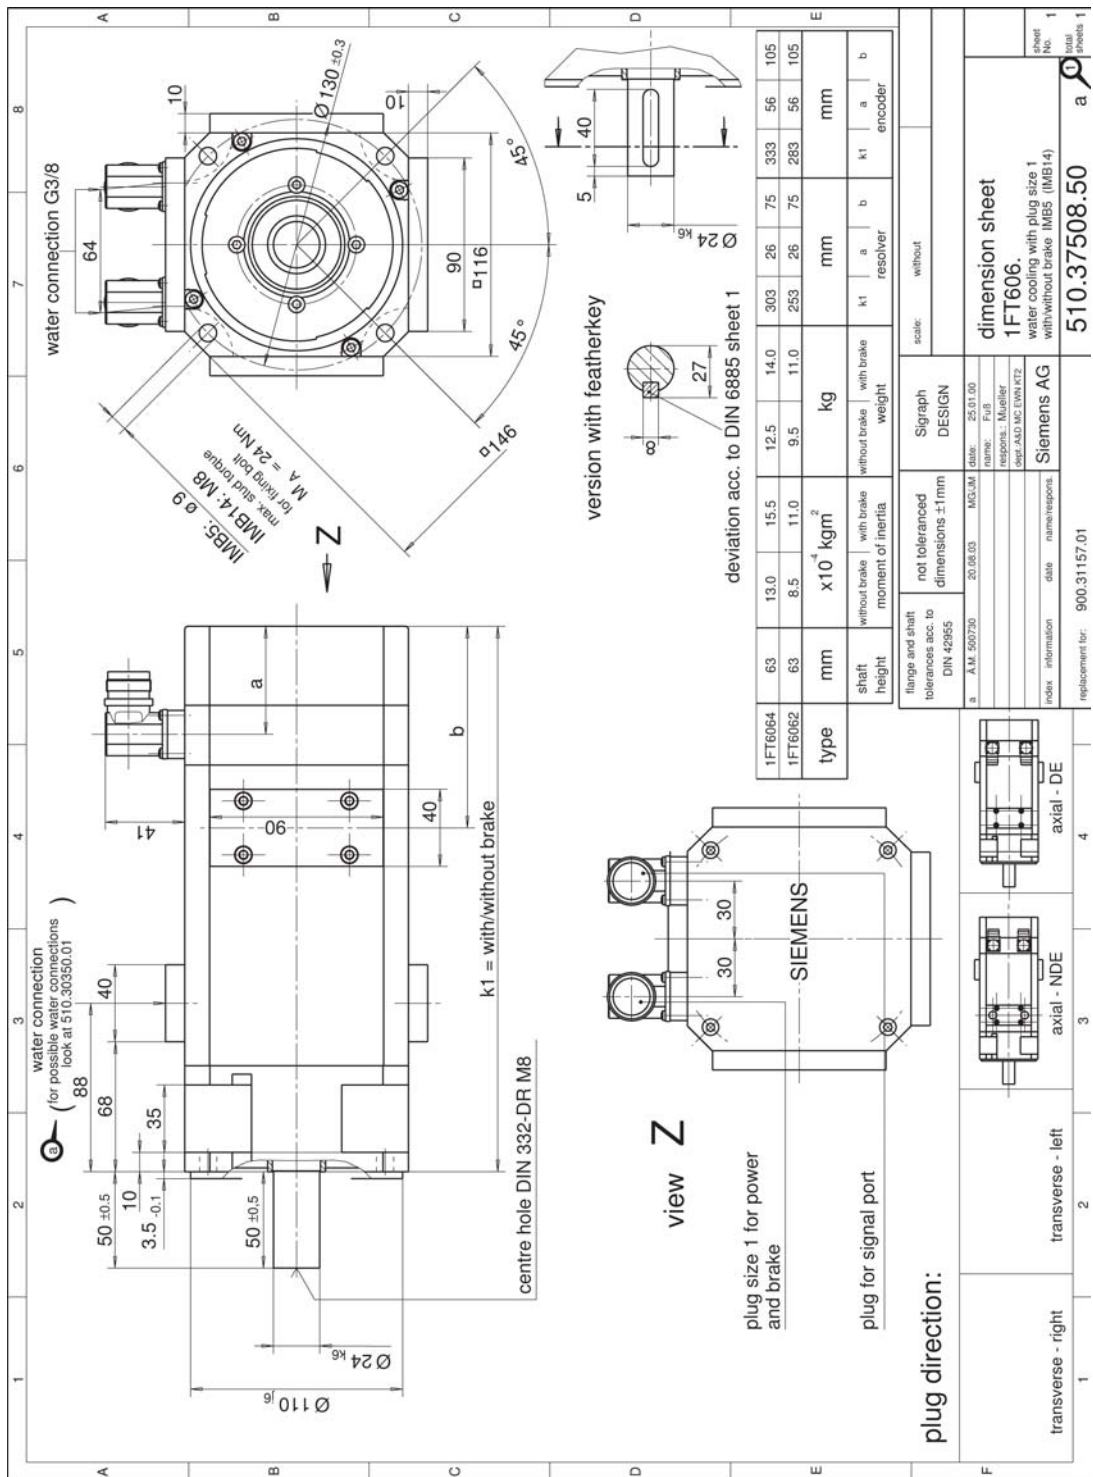 1 2 3 4 5 6 7 8
A
B
C
D
E
F
water connection
(for possible water connections
look at 510.30350.01 )
a
88
68
40
35
50 ±0.5
10
3.5 -0.1
50 ±0.5
41
90
40
a
b
k1 = with/without brake
centre hole DIN 332-DR M8
Ø 24 k6
Ø 110 j6
Z
water connection G3/8
64
10
Ø 130 ±0.3
10
45°
45°
90
□116
□146
IMB5: Ø 9
IMB14: M8
max. stud torque
for fixing bolt
M A = 24 Nm
version with featherkey
40
5
Ø 24 k6
27
8
deviation acc. to DIN 6885 sheet 1
view Z
30 30
SIEMENS
plug size 1 for power
and brake
plug for signal port
plug direction:
transverse - right
transverse - left
axial - NDE
axial - DE
1FT6064 63 13.0 15.5 12.5 14.0 303 26 75 333 56 105
1FT6062 63 8.5 11.0 9.5 11.0 253 26 75 283 56 105
type mm x10-4 kgm2 kg mm mm
shaft height without brake with brake without brake with brake k1 a b k1 a b
moment of inertia weight resolver encoder
flange and shaft
tolerances acc. to
DIN 42955
not toleranced
dimensions ±1mm
Sigraph
DESIGN
scale: without
a Ä.M. 500730 20.08.03 MG/JM
index information date name/respons.
date: 25.01.00
name: Fuß
respons.: Mueller
dept.:A&D MC EWN KT2
Siemens AG
dimension sheet
1FT606.
water cooling with plug size 1
with/without brake IMB5 (IMB14)
replacement for: 900.31157.01
510.37508.50 a
sheet No. 1
total sheets 1
1